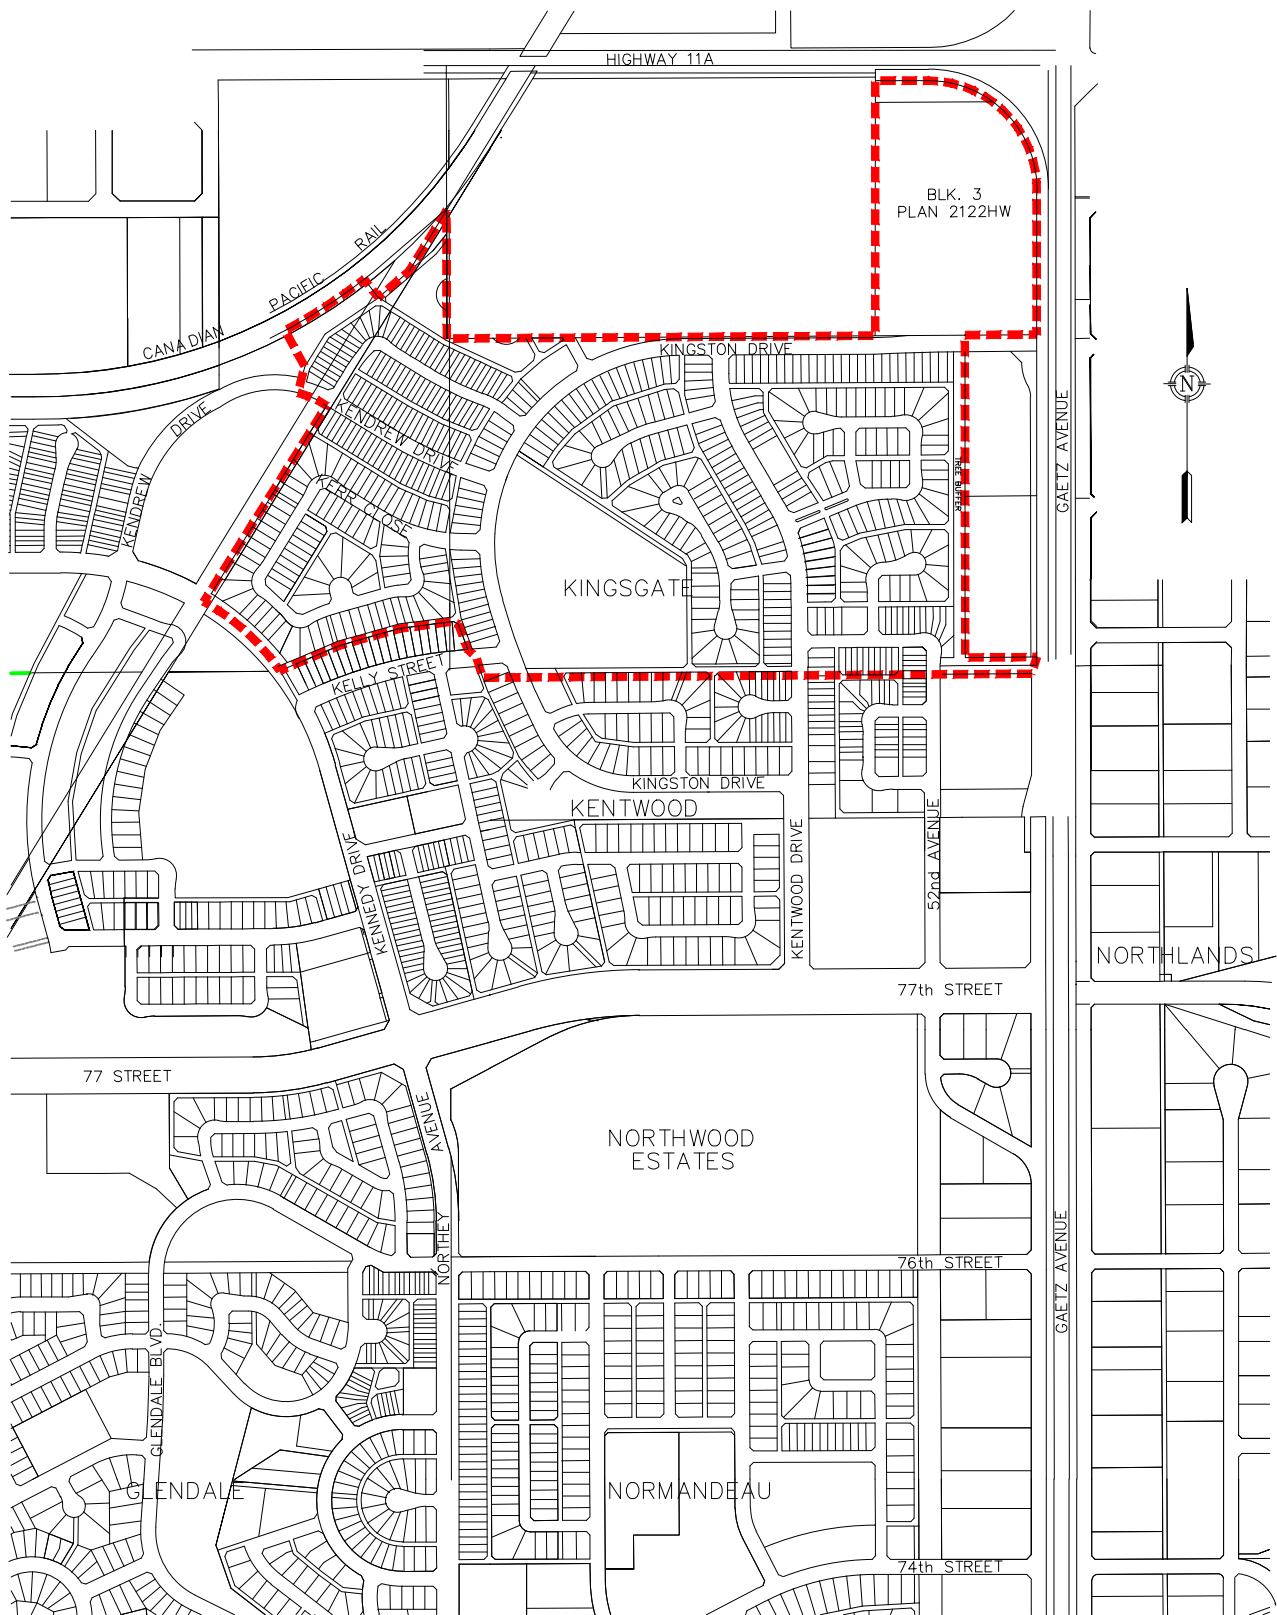 HIGHWAY 11A
BLK. 3
PLAN 2122HW
CANADIAN PACIFIC RAIL
KINGSTON DRIVE
KENDREW DRIVE
KENDREW DRIVE
TREE BUFFER
GAETZ AVENUE
N
KERR CLOSE
KINGSGATE
KELLY STREET
KINGSTON DRIVE
KENTWOOD
KENNEDY DRIVE
KENTWOOD DRIVE
52nd AVENUE
NORTHLANDS
77th STREET
77 STREET
NORTHEY AVENUE
NORTHWOOD
ESTATES
GAETZ AVENUE
76th STREET
GLENDALE BLVD.
GLENDALE
NORMANDEAU
74th STREET